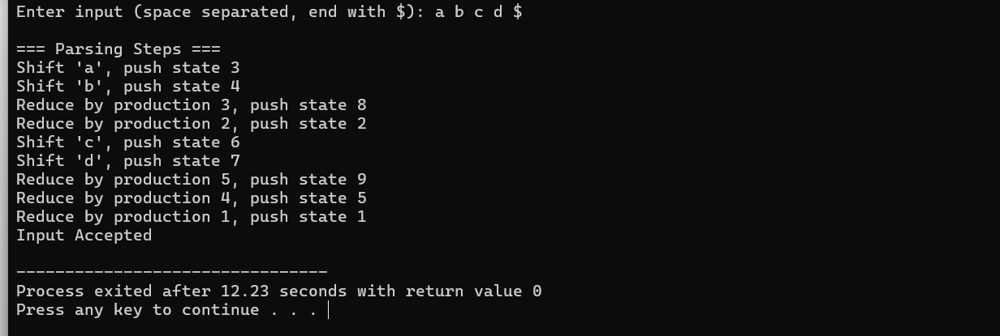 Enter input (space separated, end with $): a b c d $
=== Parsing Steps ===
Shift 'a', push state 3
Shift 'b', push state 4
Reduce by production 3, push state 8
Reduce by production 2, push state 2
Shift 'c', push state 6
Shift 'd', push state 7
Reduce by production 5, push state 9
Reduce by production 4, push state 5
Reduce by production 1, push state 1
Input Accepted
--------------------------------
Process exited after 12.23 seconds with return value 0
Press any key to continue . . .